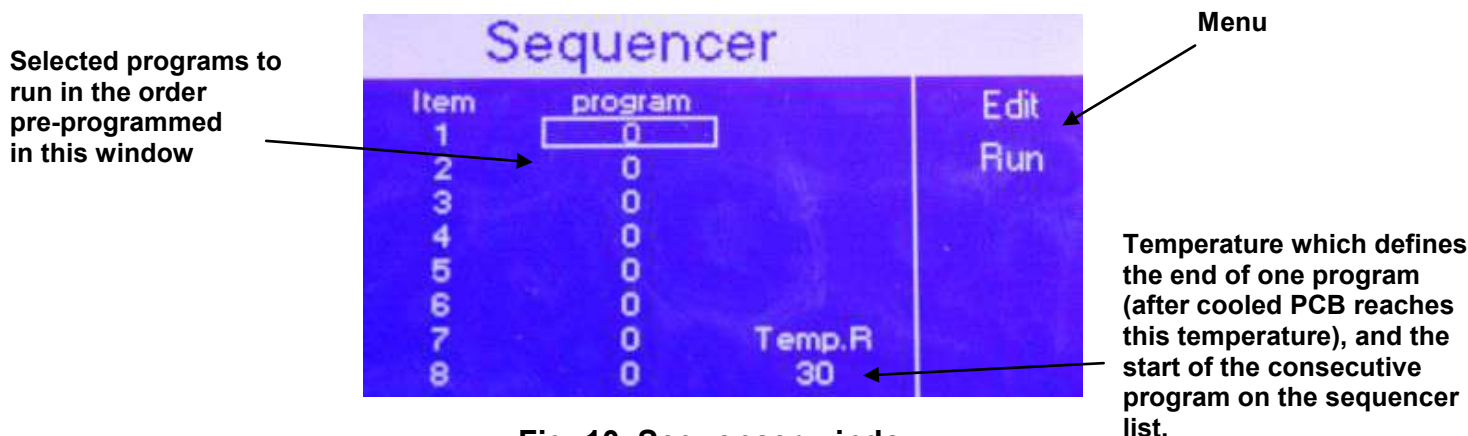 Selected programs to
run in the order
pre-programmed
in this window
Sequencer
Item program
1 0
2 0
3 0
4 0
5 0
6 0
7 0 Temp.R
8 0 30
Edit
Run
Menu
Temperature which defines
the end of one program
(after cooled PCB reaches
this temperature), and the
start of the consecutive
program on the sequencer
list.